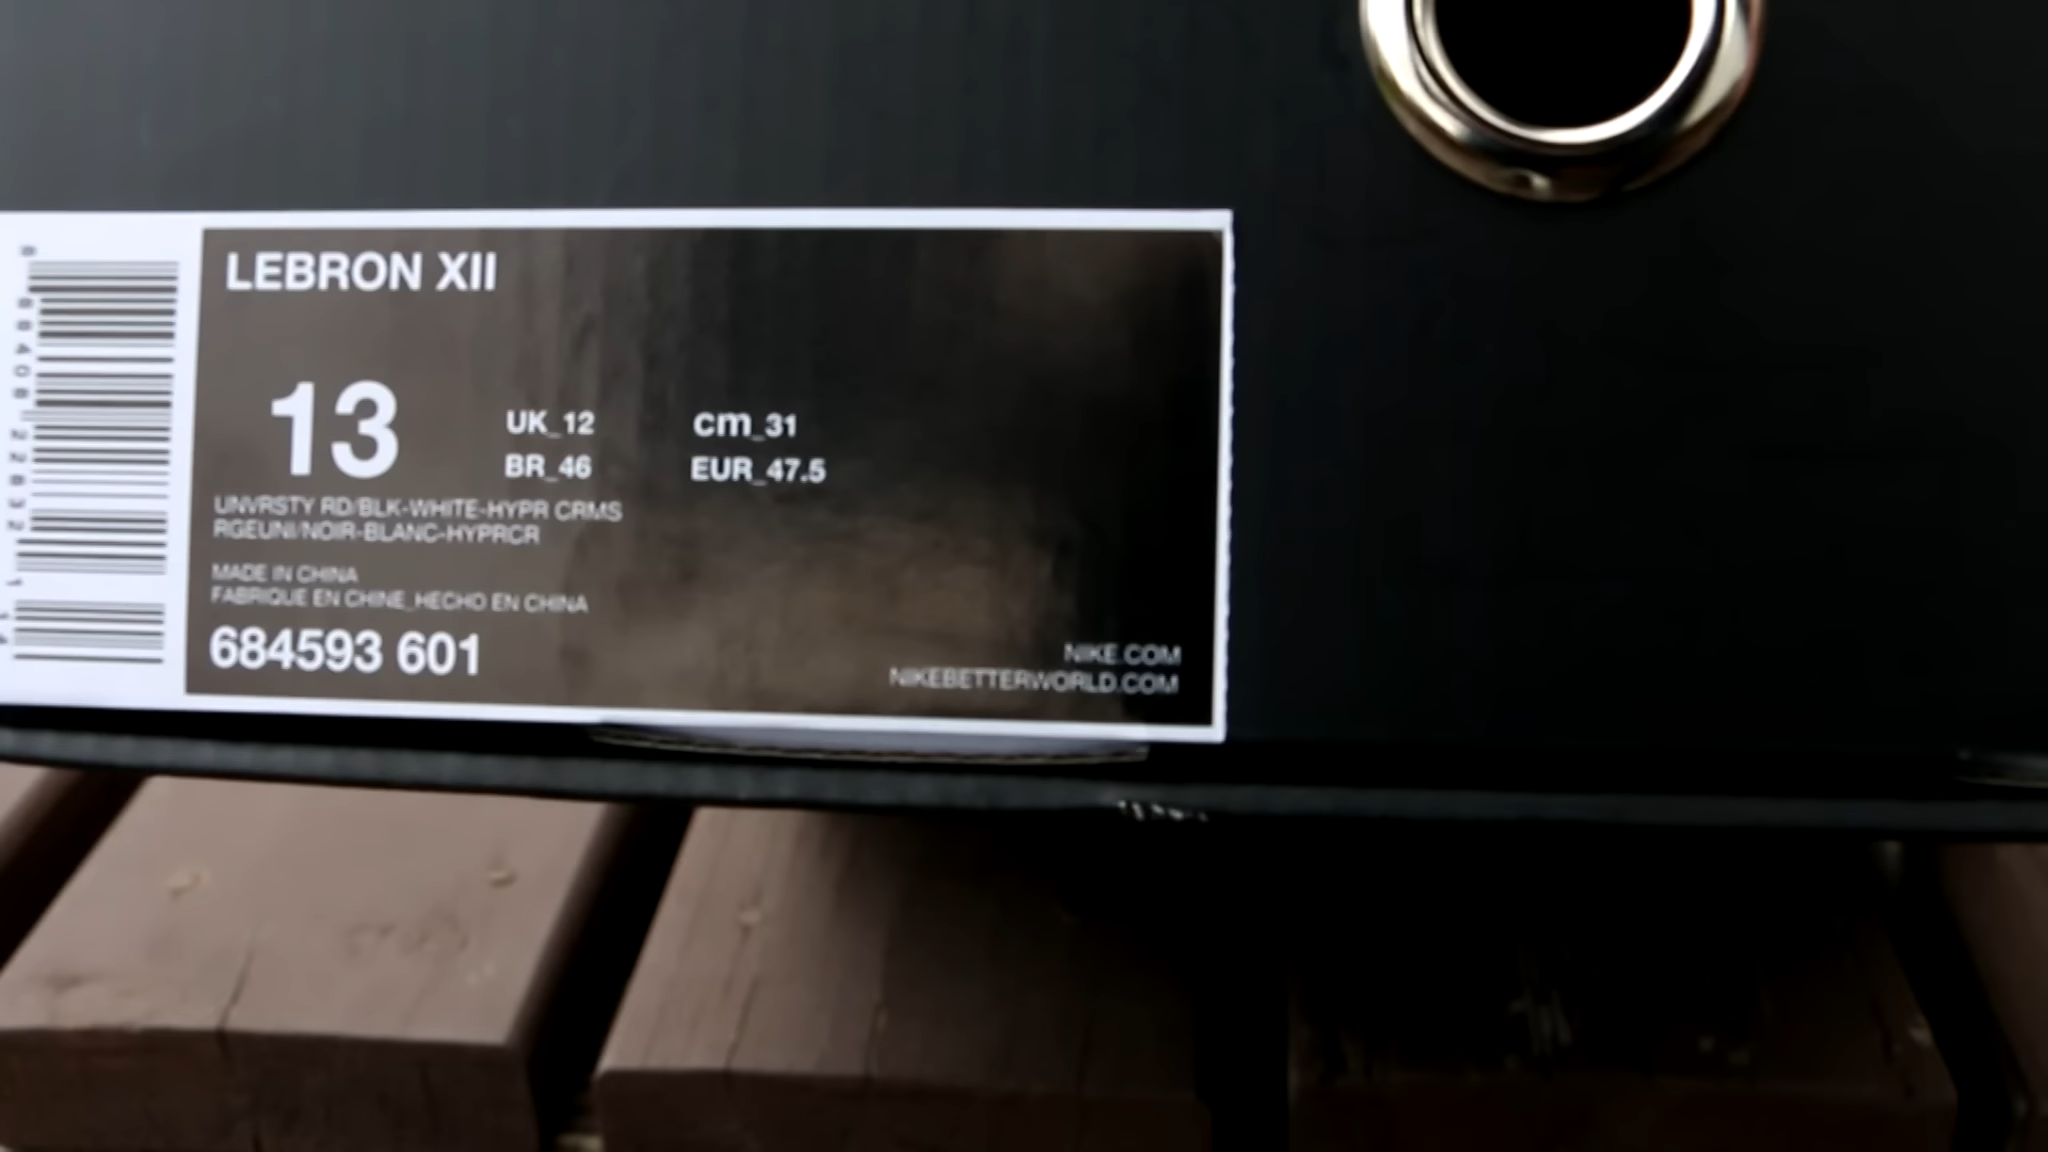 LEBRON XII
13
UK_12
cm_31
BR_46
EUR_47.5
UNVRSTY RD/BLK-WHITE-HYPR CRMS
RGEUNI/NOIR-BLANC-HYPRCR
MADE IN CHINA
FABRIQUE EN CHINE_HECHO EN CHINA
684593 601
NIKE.COM
NIKEBETTERWORLD.COM